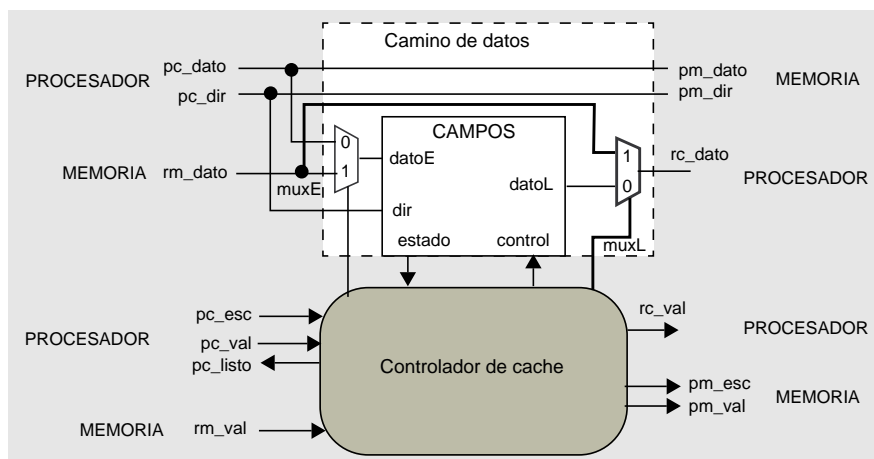 Camino de datos
PROCESADOR
pc_dato
pc_dir
pm_dato
pm_dir
MEMORIA
CAMPOS
0
1
muxE
datoE
MEMORIA rm_dato
1
0
rc_dato
PROCESADOR
datoL
dir
estado
control
muxL
pc_esc
PROCESADOR
pc_val
pc_listo
rc_val
PROCESADOR
Controlador de cache
pm_esc
pm_val
MEMORIA
MEMORIA rm_val